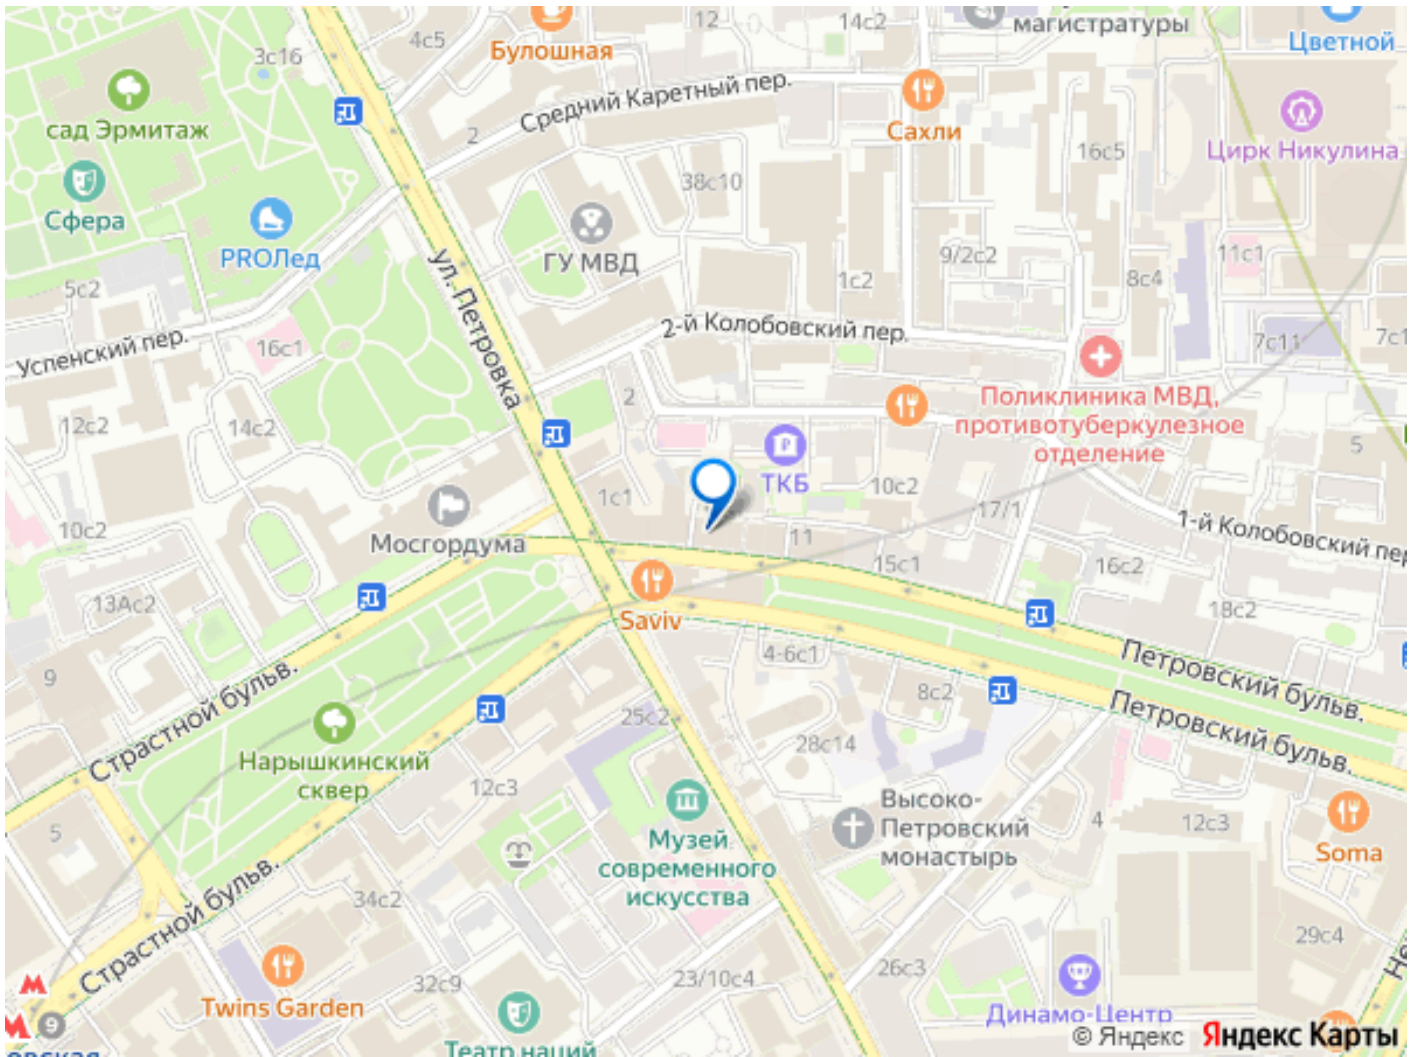 12
14с2
магистратуры
Цветной
4с5
Булошная
3с16
Средний Каретный пер.
сад Эрмитаж
2
Сахли
16с5
Цирк Никулина
38с10
Сфера
PROЛед
ГУ МВД
ул. Петровка
9/2с2
11с1
8с4
1с2
5с2
2-й Колобовский пер.
Успенский пер.
16с1
7с11
7с1
2
Поликлиника МВД,
противотуберкулезное
отделение
12с2
14с2
5
ТКБ
10с2
1с1
17/1
1-й Колобовский пер
10с2
Мосгордума
11
15с1
16с2
13Ас2
18с2
Saviv
4-6с1
Петровский бульв.
9
8с2
Страстной бульв.
Петровский бульв.
25с2
28с14
Нарышкинский
сквер
12с3
Высоко-
Петровский
монастырь
4
12с3
5
Музей
современного
искусства
Soma
34с2
Страстной бульв.
29с4
26с3
23/10с4
32с9
Twins Garden
Не
Динамо-Центр
9
овская
Театр наций
© Яндекс Яндекс Карты